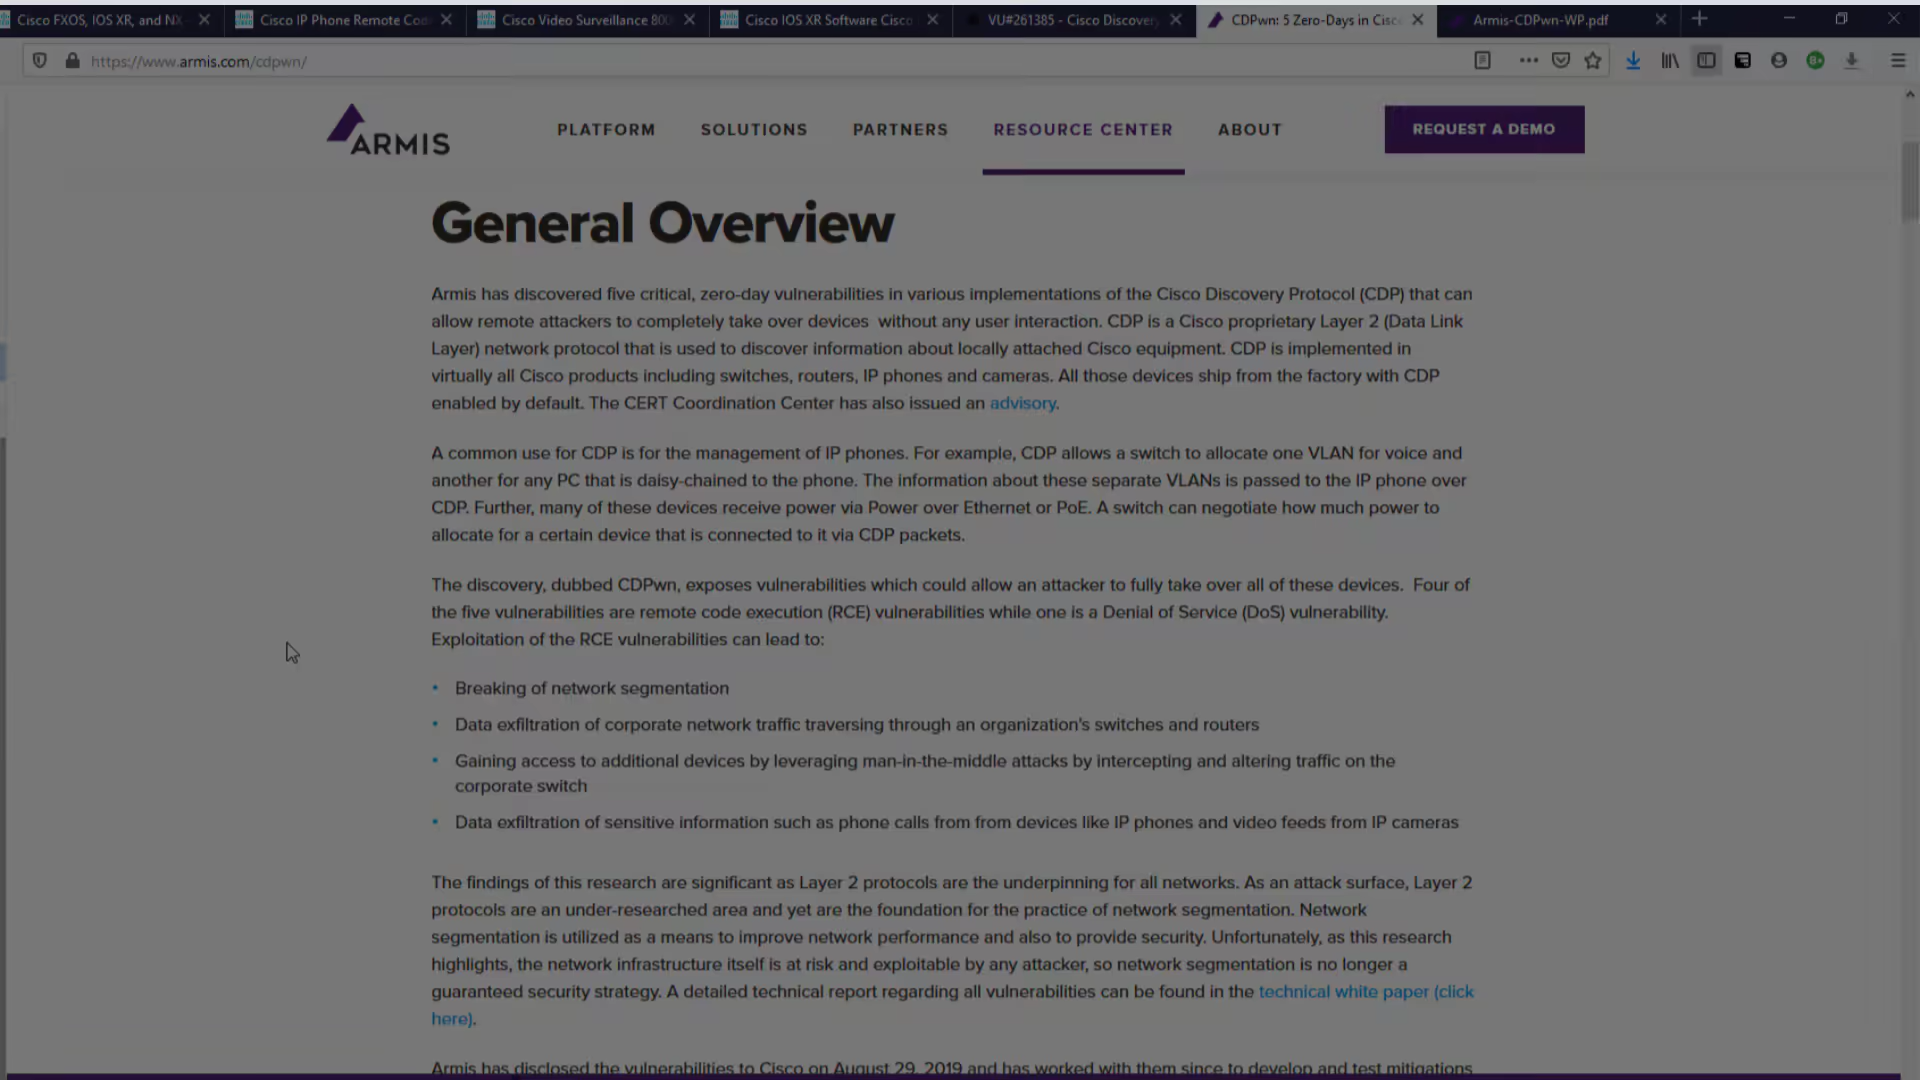 Cisco FXOS, IOS XR, and NX
Cisco IP Phone Remote Cod
Cisco Video Surveillance 800
Cisco IOS XR Software Cisco
VU#261385 - Cisco Discovery
CDPwn: 5 Zero-Days in Cisc
Armis-CDPwn-WP.pdf
https://www.armis.com/cdpwn/
ARMIS
PLATFORM
SOLUTIONS
PARTNERS
RESOURCE CENTER
ABOUT
REQUEST A DEMO
General Overview
Armis has discovered five critical, zero-day vulnerabilities in various implementations of the Cisco Discovery Protocol (CDP) that can
allow remote attackers to completely take over devices  without any user interaction. CDP is a Cisco proprietary Layer 2 (Data Link
Layer) network protocol that is used to discover information about locally attached Cisco equipment. CDP is implemented in
virtually all Cisco products including switches, routers, IP phones and cameras. All those devices ship from the factory with CDP
enabled by default. The CERT Coordination Center has also issued an advisory.
A common use for CDP is for the management of IP phones. For example, CDP allows a switch to allocate one VLAN for voice and
another for any PC that is daisy-chained to the phone. The information about these separate VLANs is passed to the IP phone over
CDP. Further, many of these devices receive power via Power over Ethernet or PoE. A switch can negotiate how much power to
allocate for a certain device that is connected to it via CDP packets.
The discovery, dubbed CDPwn, exposes vulnerabilities which could allow an attacker to fully take over all of these devices.  Four of
the five vulnerabilities are remote code execution (RCE) vulnerabilities while one is a Denial of Service (DoS) vulnerability.
Exploitation of the RCE vulnerabilities can lead to:
• Breaking of network segmentation
• Data exfiltration of corporate network traffic traversing through an organization's switches and routers
• Gaining access to additional devices by leveraging man-in-the-middle attacks by intercepting and altering traffic on the
corporate switch
• Data exfiltration of sensitive information such as phone calls from from devices like IP phones and video feeds from IP cameras
The findings of this research are significant as Layer 2 protocols are the underpinning for all networks. As an attack surface, Layer 2
protocols are an under-researched area and yet are the foundation for the practice of network segmentation. Network
segmentation is utilized as a means to improve network performance and also to provide security. Unfortunately, as this research
highlights, the network infrastructure itself is at risk and exploitable by any attacker, so network segmentation is no longer a
guaranteed security strategy. A detailed technical report regarding all vulnerabilities can be found in the technical white paper (click
here).
Armis has disclosed the vulnerabilities to Cisco on August 29, 2019 and has worked with them since to develop and test mitigations